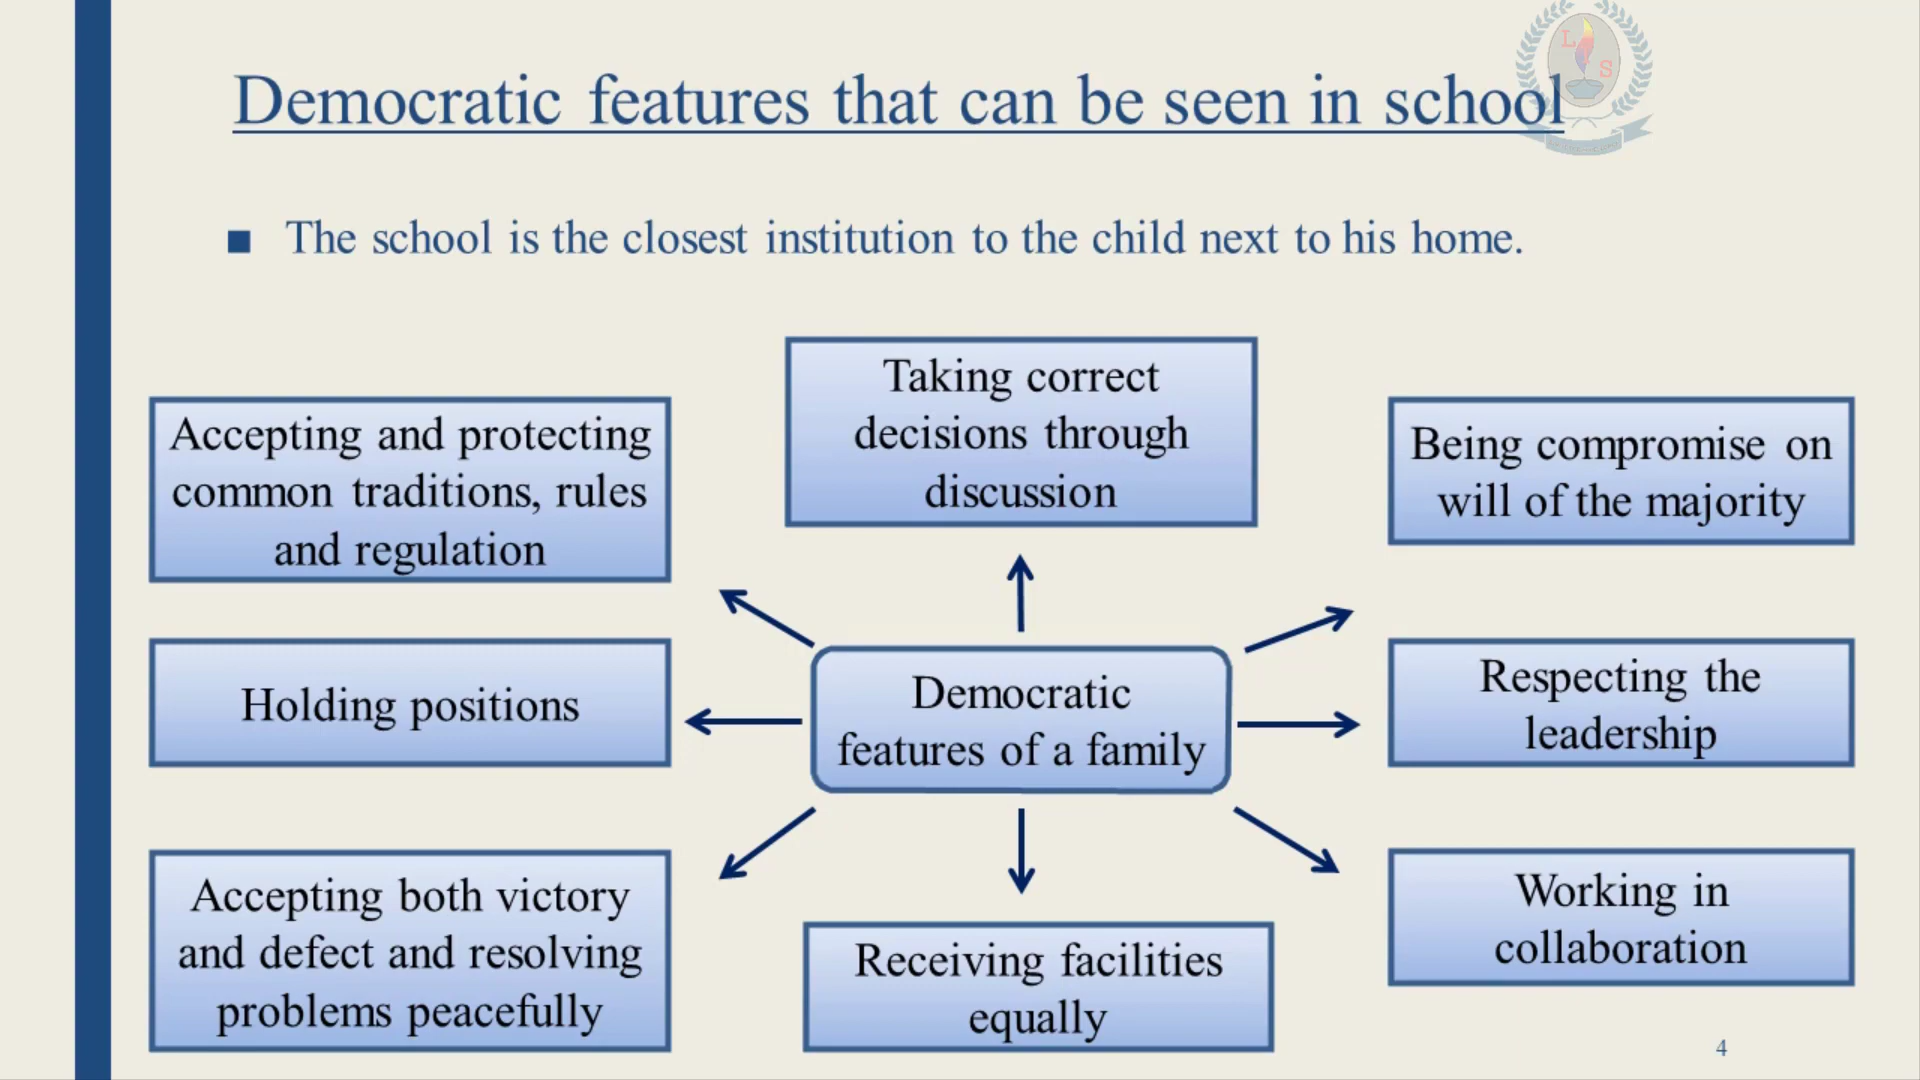 L
S
Democratic features that can be seen in school
■ The school is the closest institution to the child next to his home.
Taking correct
decisions through
discussion
Accepting and protecting
common traditions, rules
and regulation
Being compromise on
will of the majority
Holding positions
Democratic
features of a family
Respecting the
leadership
Accepting both victory
and defect and resolving
problems peacefully
Receiving facilities
equally
Working in
collaboration
4